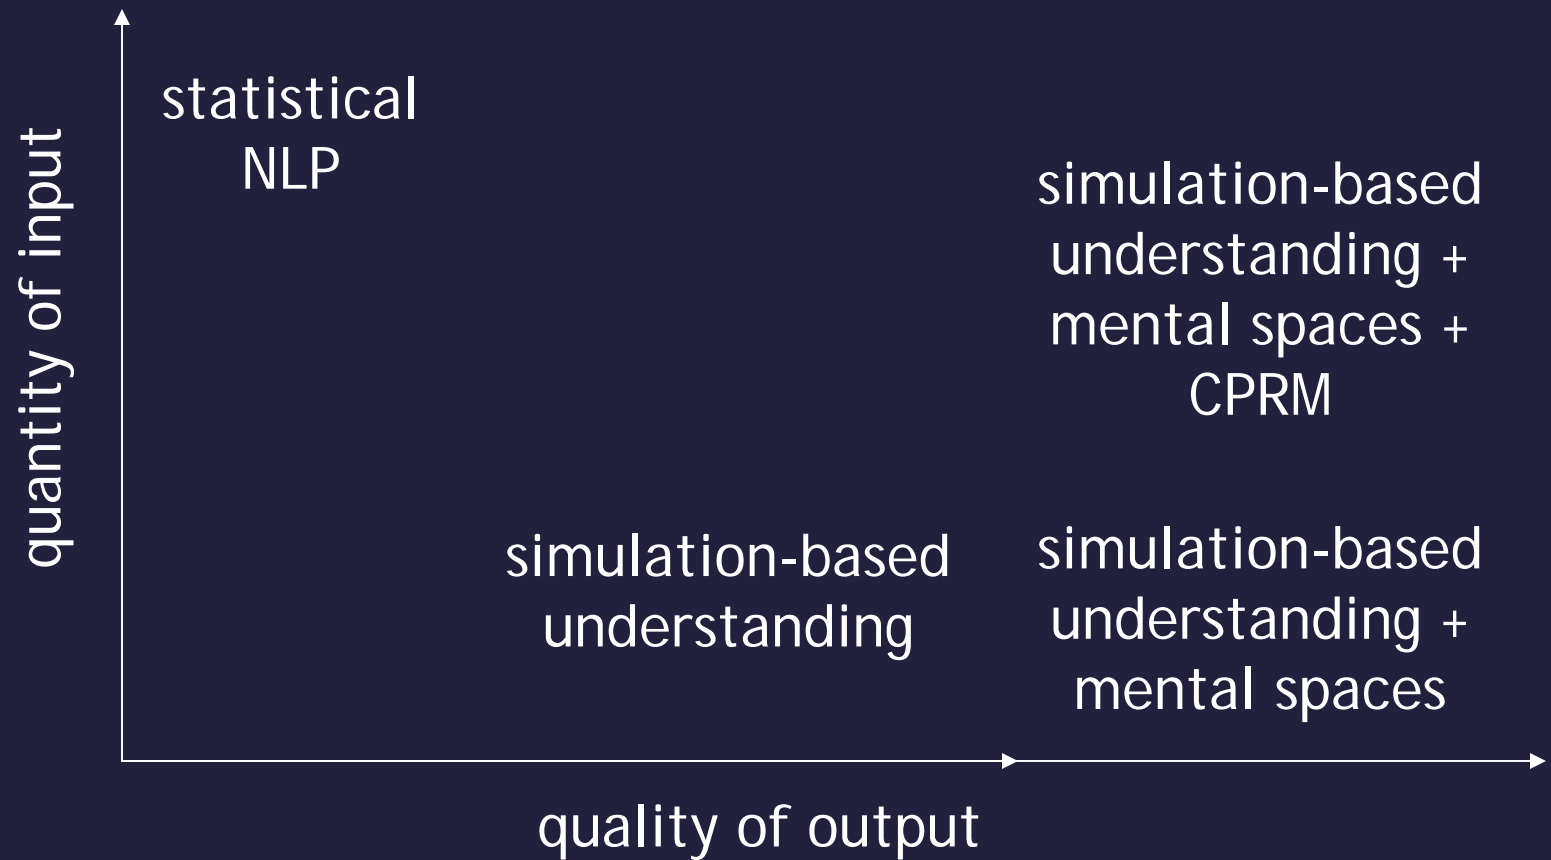 quantity of input
statistical
NLP
simulation-based
understanding +
mental spaces +
CPRM
simulation-based
understanding
simulation-based
understanding +
mental spaces
quality of output